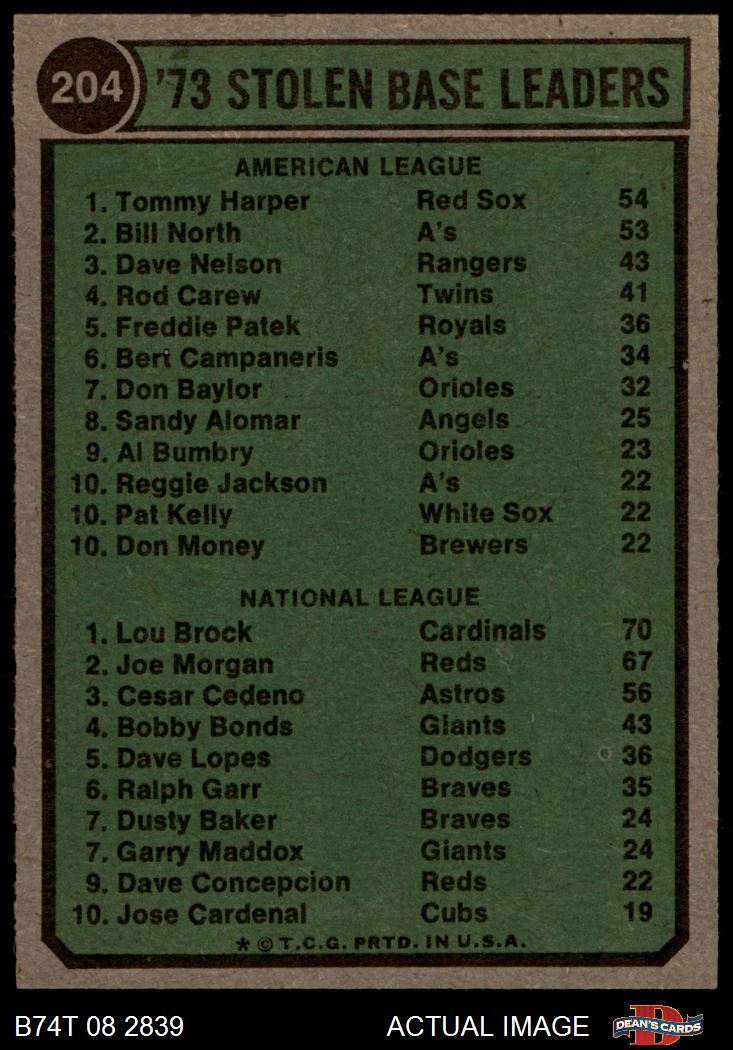 204 '73 STOLEN BASE LEADERS
AMERICAN LEAGUE
1. Tommy Harper Red Sox 54
2. Bill North A's 53
3. Dave Nelson Rangers 43
4. Rod Carew Twins 41
5. Freddie Patek Royals 36
6. Bert Campaneris A's 34
7. Don Baylor Orioles 32
8. Sandy Alomar Angels 25
9. Al Bumbry Orioles 23
10. Reggie Jackson A's 22
10. Pat Kelly White Sox 22
10. Don Money Brewers 22
NATIONAL LEAGUE
1. Lou Brock Cardinals 70
2. Joe Morgan Reds 67
3. Cesar Cedeno Astros 56
4. Bobby Bonds Giants 43
5. Dave Lopes Dodgers 36
6. Ralph Garr Braves 35
7. Dusty Baker Braves 24
7. Garry Maddox Giants 24
9. Dave Concepcion Reds 22
10. Jose Cardenal Cubs 19
* © T.C.G. PRTD. IN U.S.A.
B74T 08 2839 ACTUAL IMAGE D DEAN'S CARDS